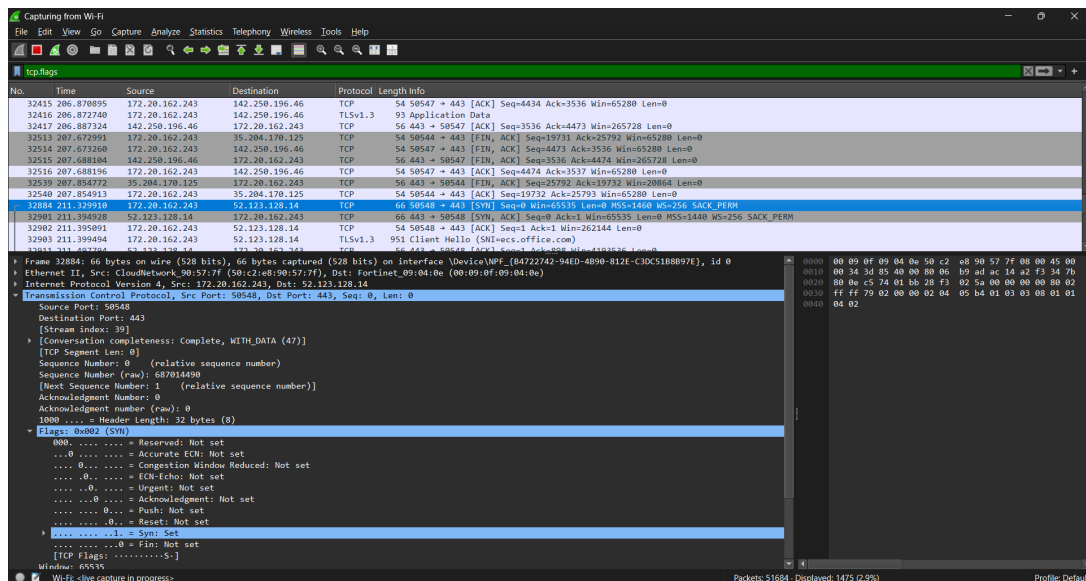 Capturing from Wi-Fi
File Edit View Go Capture Analyze Statistics Telephony Wireless Tools Help
tcp.flags
No. Time Source Destination Protocol Length Info
32415 206.870895 172.20.162.243 142.250.196.46 TCP 54 50547 → 443 [ACK] Seq=4434 Ack=3536 Win=65280 Len=0
32416 206.872740 172.20.162.243 142.250.196.46 TLSv1.3 93 Application Data
32417 206.887324 142.250.196.46 172.20.162.243 TCP 56 443 → 50547 [ACK] Seq=3536 Ack=4473 Win=265728 Len=0
32513 207.672991 172.20.162.243 35.204.170.125 TCP 54 50544 → 443 [FIN, ACK] Seq=19731 Ack=25792 Win=65280 Len=0
32514 207.673260 172.20.162.243 142.250.196.46 TCP 54 50547 → 443 [FIN, ACK] Seq=4473 Ack=3536 Win=65280 Len=0
32515 207.688104 142.250.196.46 172.20.162.243 TCP 56 443 → 50547 [FIN, ACK] Seq=3536 Ack=4474 Win=265728 Len=0
32516 207.688196 172.20.162.243 142.250.196.46 TCP 54 50547 → 443 [ACK] Seq=4474 Ack=3537 Win=65280 Len=0
32539 207.854772 35.204.170.125 172.20.162.243 TCP 56 443 → 50544 [FIN, ACK] Seq=25792 Ack=19732 Win=20864 Len=0
32540 207.854913 172.20.162.243 35.204.170.125 TCP 54 50544 → 443 [ACK] Seq=19732 Ack=25793 Win=65280 Len=0
32884 211.329910 172.20.162.243 52.123.128.14 TCP 66 50548 → 443 [SYN] Seq=0 Win=65535 Len=0 MSS=1460 WS=256 SACK_PERM
32901 211.394928 52.123.128.14 172.20.162.243 TCP 66 443 → 50548 [SYN, ACK] Seq=0 Ack=1 Win=65535 Len=0 MSS=1440 WS=256 SACK_PERM
32902 211.395091 172.20.162.243 52.123.128.14 TCP 54 50548 → 443 [ACK] Seq=1 Ack=1 Win=262144 Len=0
32903 211.399494 172.20.162.243 52.123.128.14 TLSv1.3 951 Client Hello (SNI=ecs.office.com)
32911 211.497794 52.123.128.14 172.20.162.243 TCP 56 443 → 50548 [ACK] Seq=1 Ack=898 Win=4193536 Len=0
Frame 32884: 66 bytes on wire (528 bits), 66 bytes captured (528 bits) on interface \Device\NPF_{B4722742-94ED-4B90-812E-C3DC51B8B97E}, id 0
Ethernet II, Src: CloudNetwork_90:57:7f (50:c2:e8:90:57:7f), Dst: Fortinet_09:04:0e (00:09:0f:09:04:0e)
Internet Protocol Version 4, Src: 172.20.162.243, Dst: 52.123.128.14
Transmission Control Protocol, Src Port: 50548, Dst Port: 443, Seq: 0, Len: 0
Source Port: 50548
Destination Port: 443
[Stream index: 39]
[Conversation completeness: Complete, WITH_DATA (47)]
[TCP Segment Len: 0]
Sequence Number: 0 (relative sequence number)
Sequence Number (raw): 687014490
[Next Sequence Number: 1 (relative sequence number)]
Acknowledgment Number: 0
Acknowledgment number (raw): 0
1000 .... = Header Length: 32 bytes (8)
Flags: 0x002 (SYN)
000. .... .... = Reserved: Not set
...0 .... .... = Accurate ECN: Not set
.... 0... .... = Congestion Window Reduced: Not set
.... .0.. .... = ECN-Echo: Not set
.... ..0. .... = Urgent: Not set
.... ...0 .... = Acknowledgment: Not set
.... .... 0... = Push: Not set
.... .... .0.. = Reset: Not set
.... .... ..1. = Syn: Set
.... .... ...0 = Fin: Not set
[TCP Flags: ··········S·]
Window: 65535
0000 00 09 0f 09 04 0e 50 c2 e8 90 57 7f 08 00 45 00
0010 00 34 3d 85 40 00 80 06 b9 ad ac 14 a2 f3 34 7b
0020 80 0e c5 74 01 bb 28 f3 02 5a 00 00 00 00 80 02
0030 ff ff 79 02 00 00 02 04 05 b4 01 03 03 08 01 01
0040 04 02
Wi-Fi: <live capture in progress>
Packets: 51684 · Displayed: 1475 (2.9%)
Profile: Defau